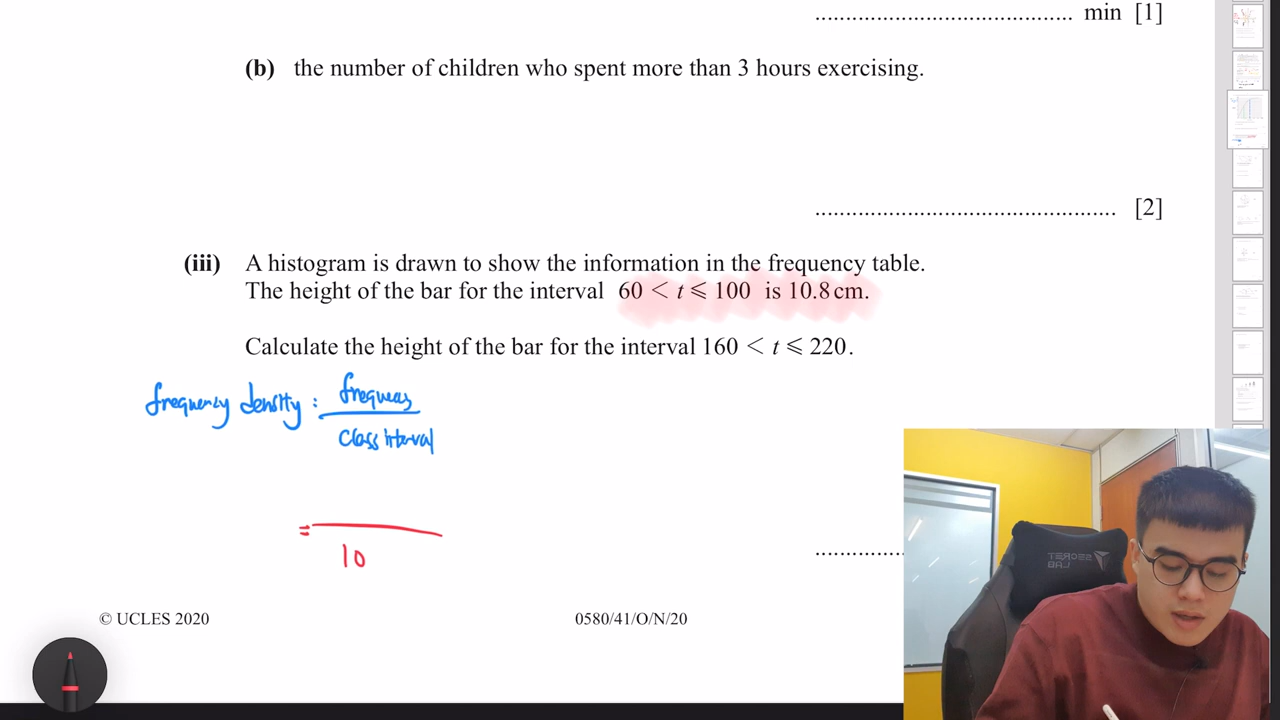 ................................................ min [1]
(b) the number of children who spent more than 3 hours exercising.
................................................ [2]
(iii) A histogram is drawn to show the information in the frequency table.
The height of the bar for the interval 60 < t ⩽ 100 is 10.8 cm.
Calculate the height of the bar for the interval 160 < t ⩽ 220.
frequency density :
class interval
=
10
© UCLES 2020
0580/41/O/N/20
SECRET
LAB